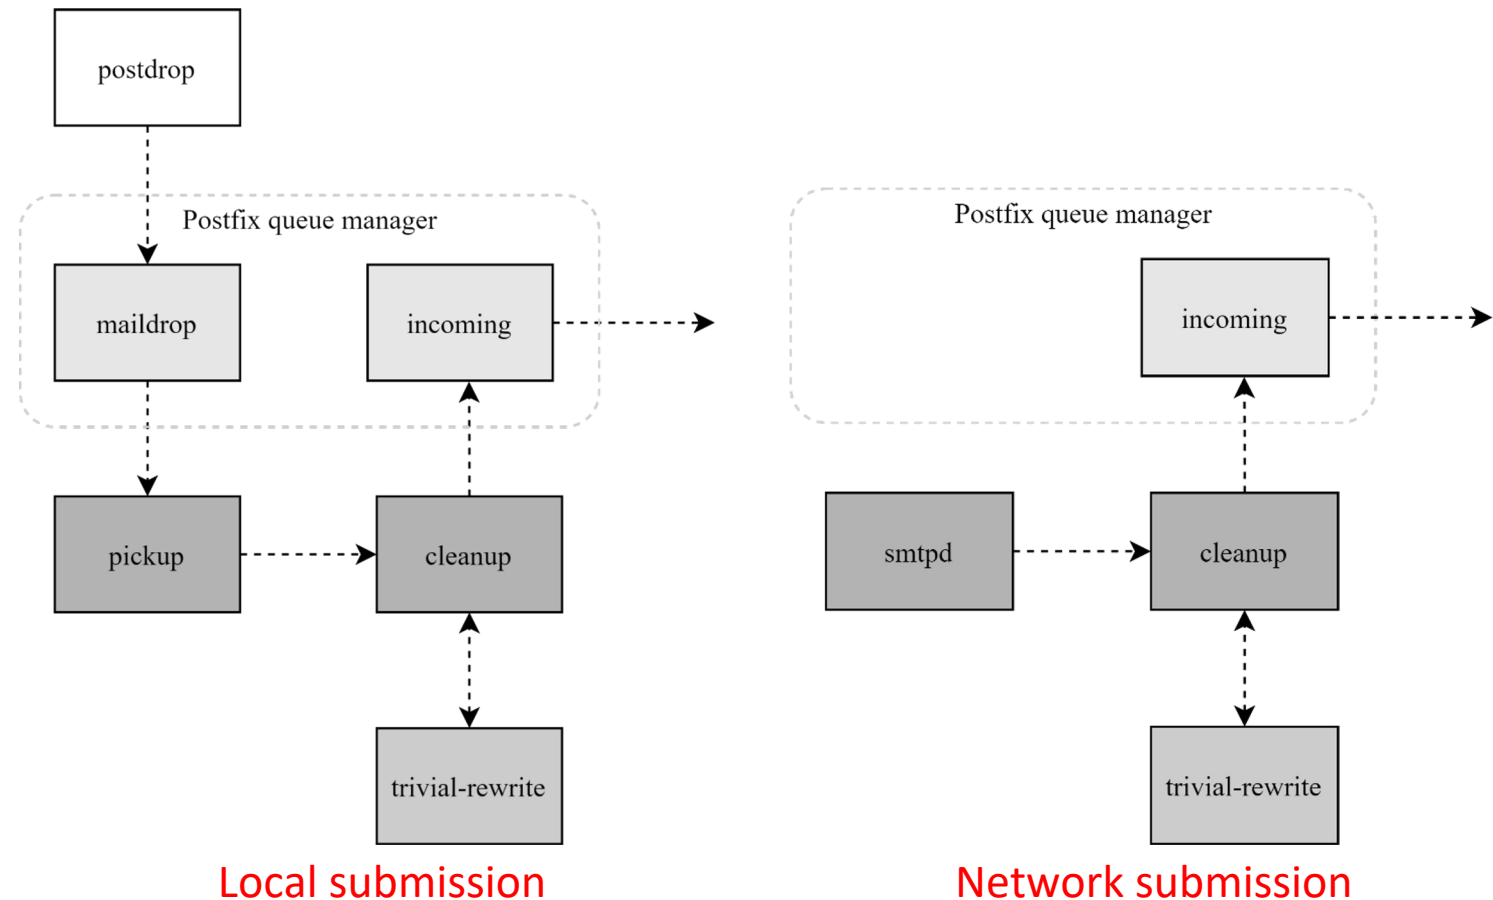 postdrop
Postfix queue manager
maildrop
incoming
pickup
cleanup
trivial-rewrite
Local submission
Postfix queue manager
incoming
smtpd
cleanup
trivial-rewrite
Network submission